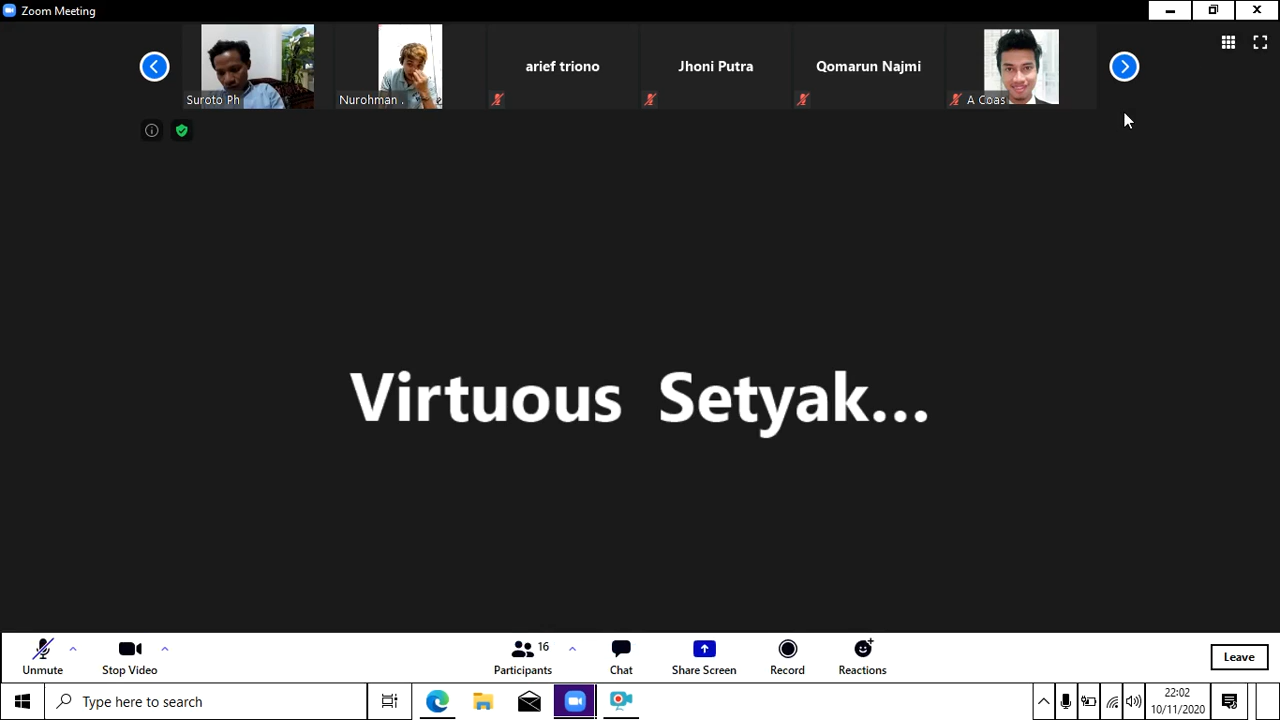 Zoom Meeting
Suroto Ph
Nurohman .
arief triono
Jhoni Putra
Qomarun Najmi
A Coas
Virtuous Setyak...
Unmute
Stop Video
16
Participants
Chat
Share Screen
Record
Reactions
Leave
Type here to search
22:02
10/11/2020